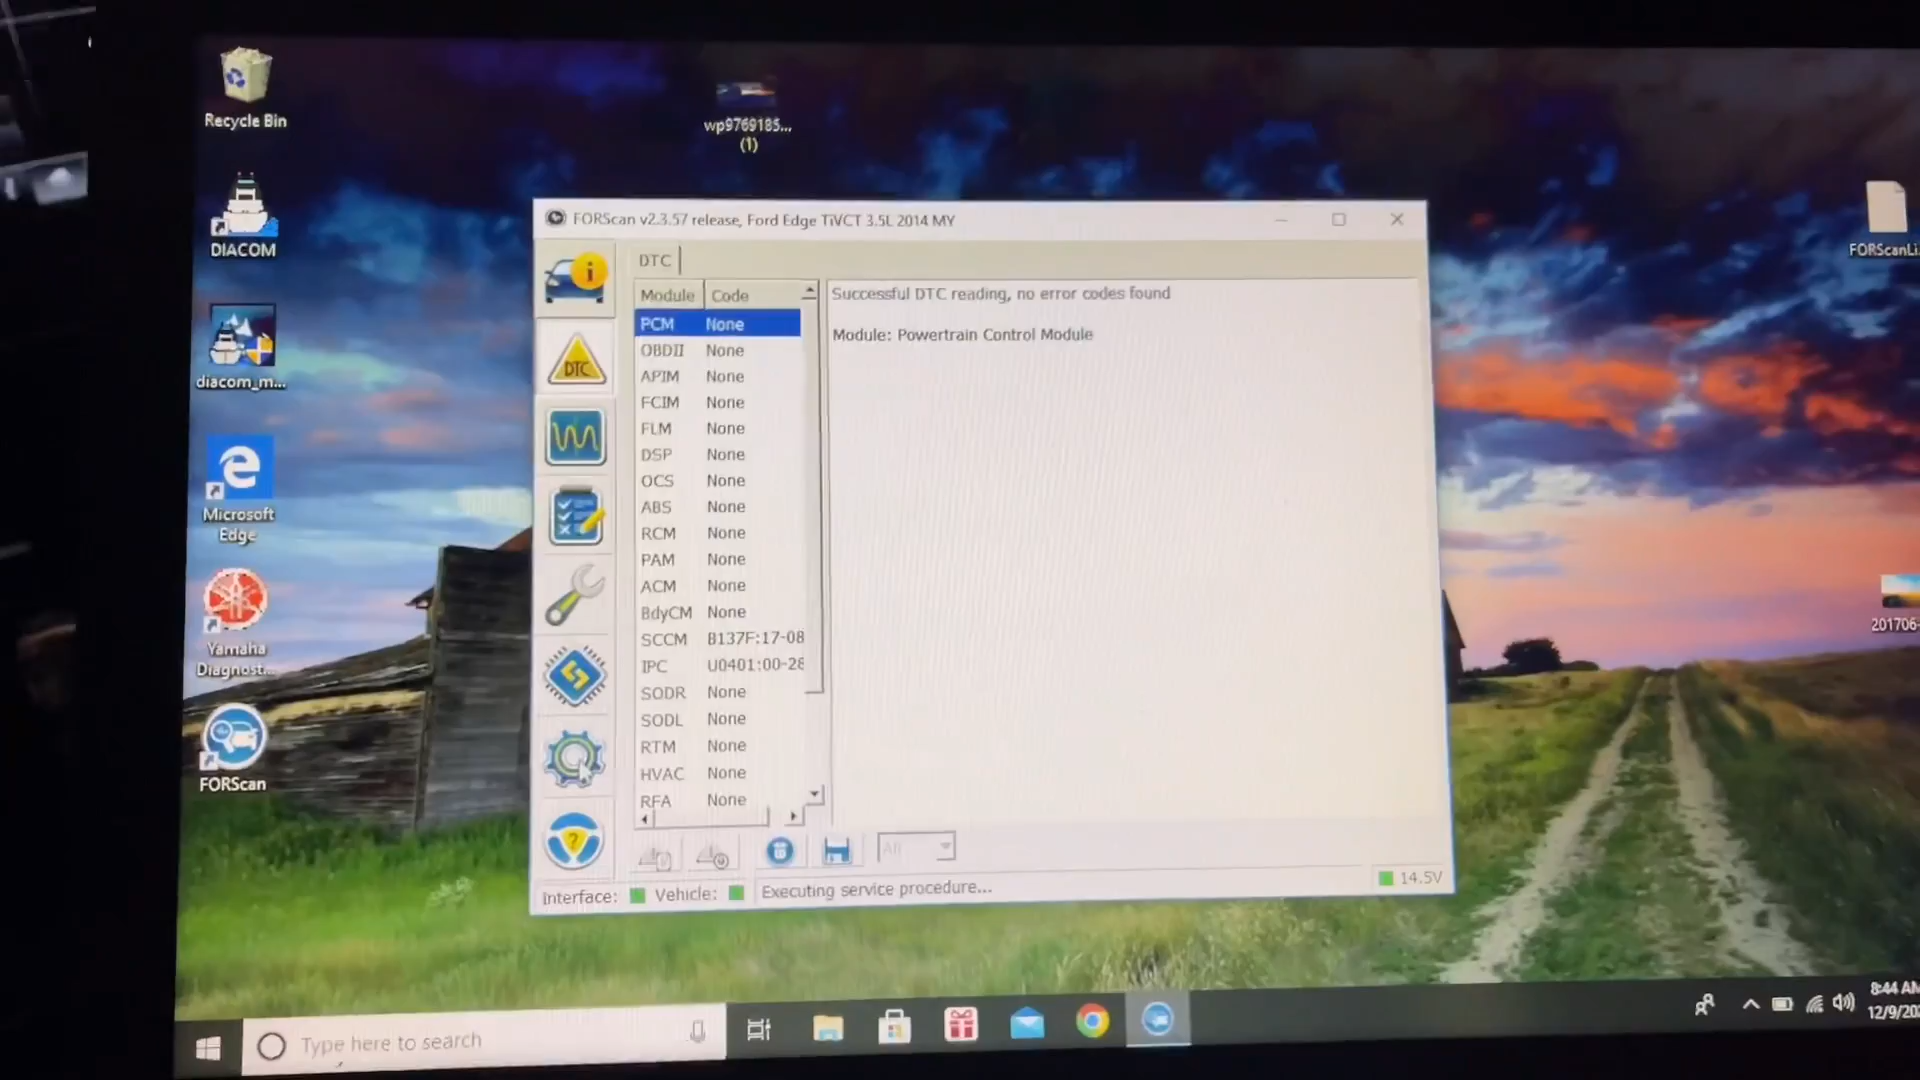 Recycle Bin
DIACOM
diacom_m...
Microsoft
Edge
Yamaha
Diagnost...
FORScan
wp9769185...
(1)
FORScanLi
201706-
FORScan v2.3.57 release, Ford Edge TiVCT 3.5L 2014 MY
DTC
DTC
Module Code
PCM None
OBDII None
APIM None
FCIM None
FLM None
DSP None
OCS None
ABS None
RCM None
PAM None
ACM None
BdyCM None
SCCM B137F:17-08
IPC U0401:00-28
SODR None
SODL None
RTM None
HVAC None
RFA None
Successful DTC reading, no error codes found
Module: Powertrain Control Module
All
Interface: Vehicle: Executing service procedure... 14.5V
Type here to search
8:44 AM
12/9/202